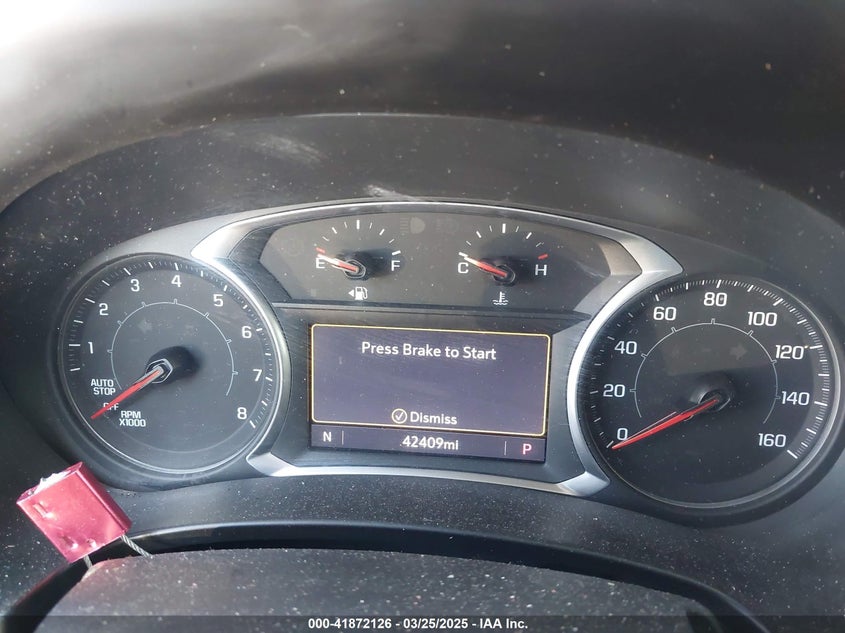 E F
C H
1 2 3 4 5 6 7 8
AUTO
STOP
OFF
RPM
X1000
Press Brake to Start
Dismiss
N 42409mi P
0 20 40 60 80 100 120 140 160
000-41872126 - 03/25/2025 - IAA Inc.